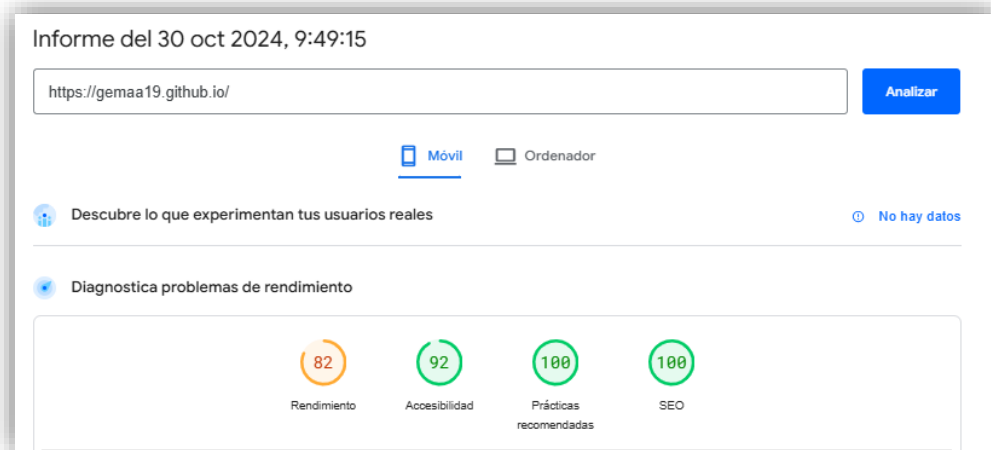 Informe del 30 oct 2024, 9:49:15
https://gemaa19.github.io/
Analizar
Móvil
Ordenador
Descubre lo que experimentan tus usuarios reales
No hay datos
Diagnostica problemas de rendimiento
82
92
100
100
Rendimiento
Accesibilidad
Prácticas
recomendadas
SEO